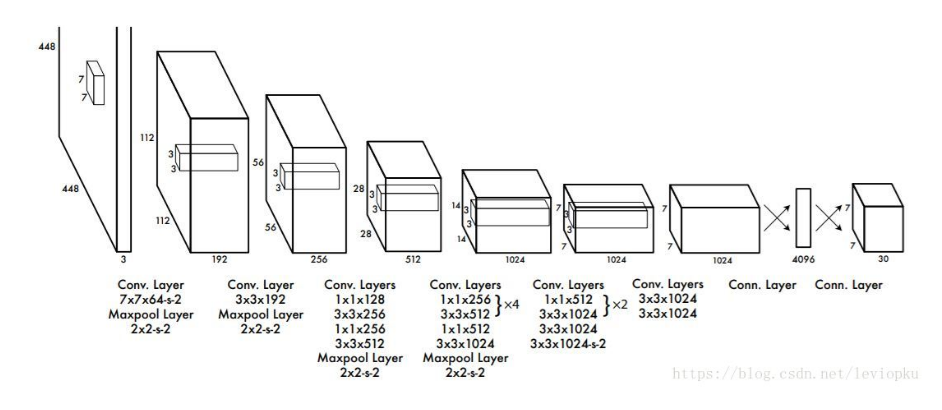 448
7
7
448
3
112
3
3
112
192
56
3
3
56
256
28
3
3
28
512
14
3
3
14
1024
7
3
3
7
1024
7
7
1024
4096
7
7
30
Conv. Layer
7x7x64-s-2
Maxpool Layer
2x2-s-2
Conv. Layer
3x3x192
Maxpool Layer
2x2-s-2
Conv. Layers
1x1x128
3x3x256
1x1x256
3x3x512
Maxpool Layer
2x2-s-2
Conv. Layers
1x1x256
3x3x512
}×4
1x1x512
3x3x1024
Maxpool Layer
2x2-s-2
Conv. Layers
1x1x512
3x3x1024
}×2
3x3x1024
3x3x1024-s-2
Conv. Layers
3x3x1024
3x3x1024
Conn. Layer
Conn. Layer
https://blog.csdn.net/leviopku